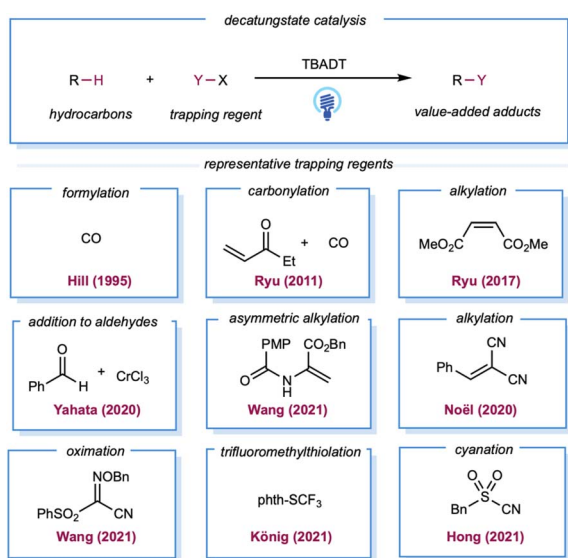 decatungstate catalysis
R–H + Y–X TBADT R–Y
hydrocarbons trapping regent value-added adducts
representative trapping regents
formylation
CO
Hill (1995)
carbonylation
O
Et
+ CO
Ryu (2011)
alkylation
MeO2C CO2Me
Ryu (2017)
addition to aldehydes
O
Ph H + CrCl3
Yahata (2020)
asymmetric alkylation
PMP CO2Bn
O N
H
Wang (2021)
alkylation
CN
Ph CN
Noël (2020)
oximation
NOBn
PhSO2 CN
Wang (2021)
trifluoromethylthiolation
phth-SCF3
König (2021)
cyanation
O O
S
Bn CN
Hong (2021)